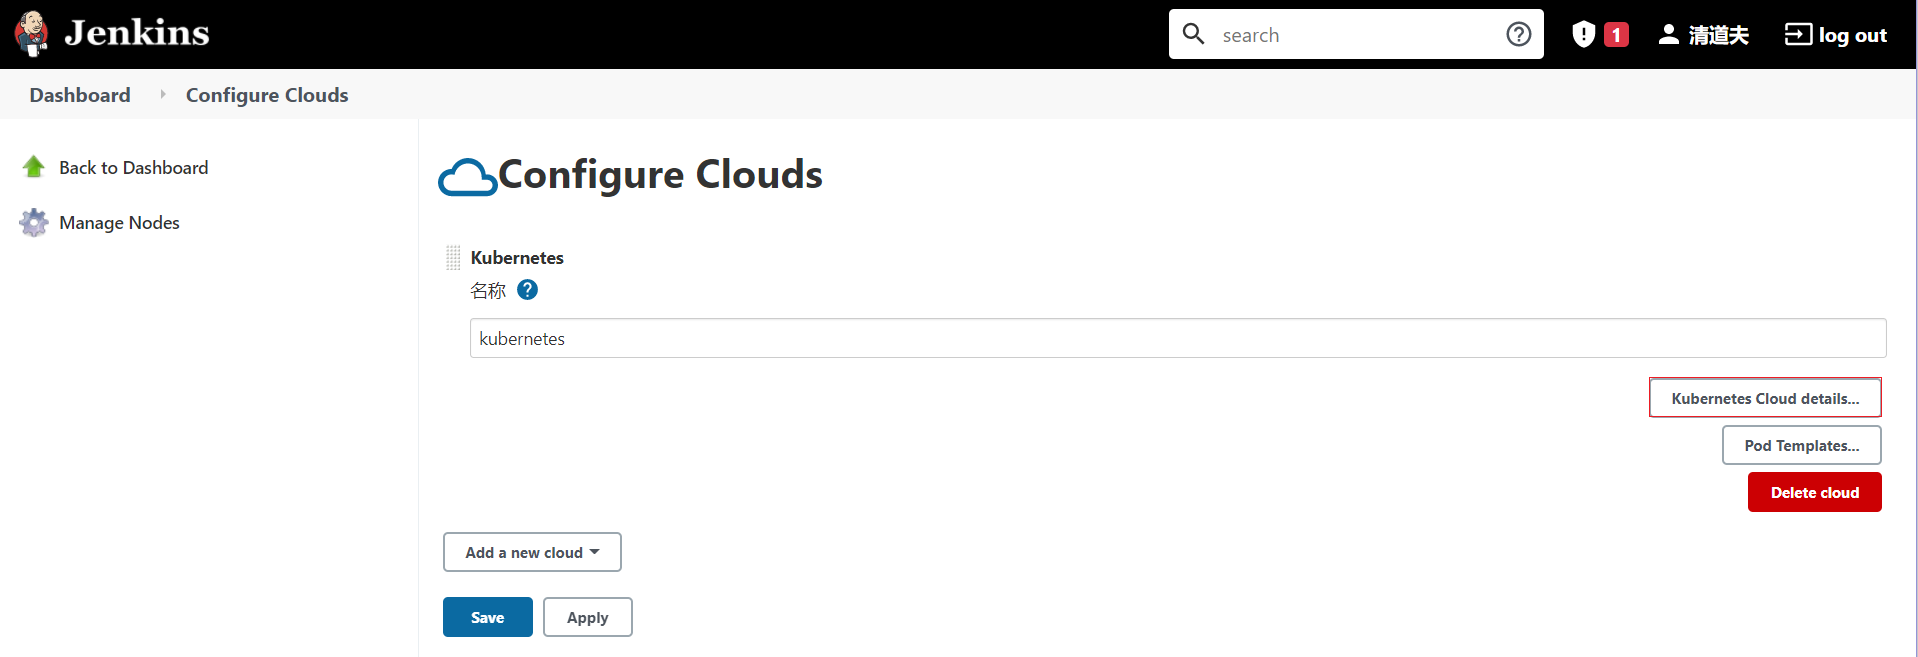 Jenkins
search
1
清道夫
log out
Dashboard
Configure Clouds
Back to Dashboard
Manage Nodes
Configure Clouds
Kubernetes
名称
kubernetes
Kubernetes Cloud details...
Pod Templates...
Delete cloud
Add a new cloud
Save
Apply